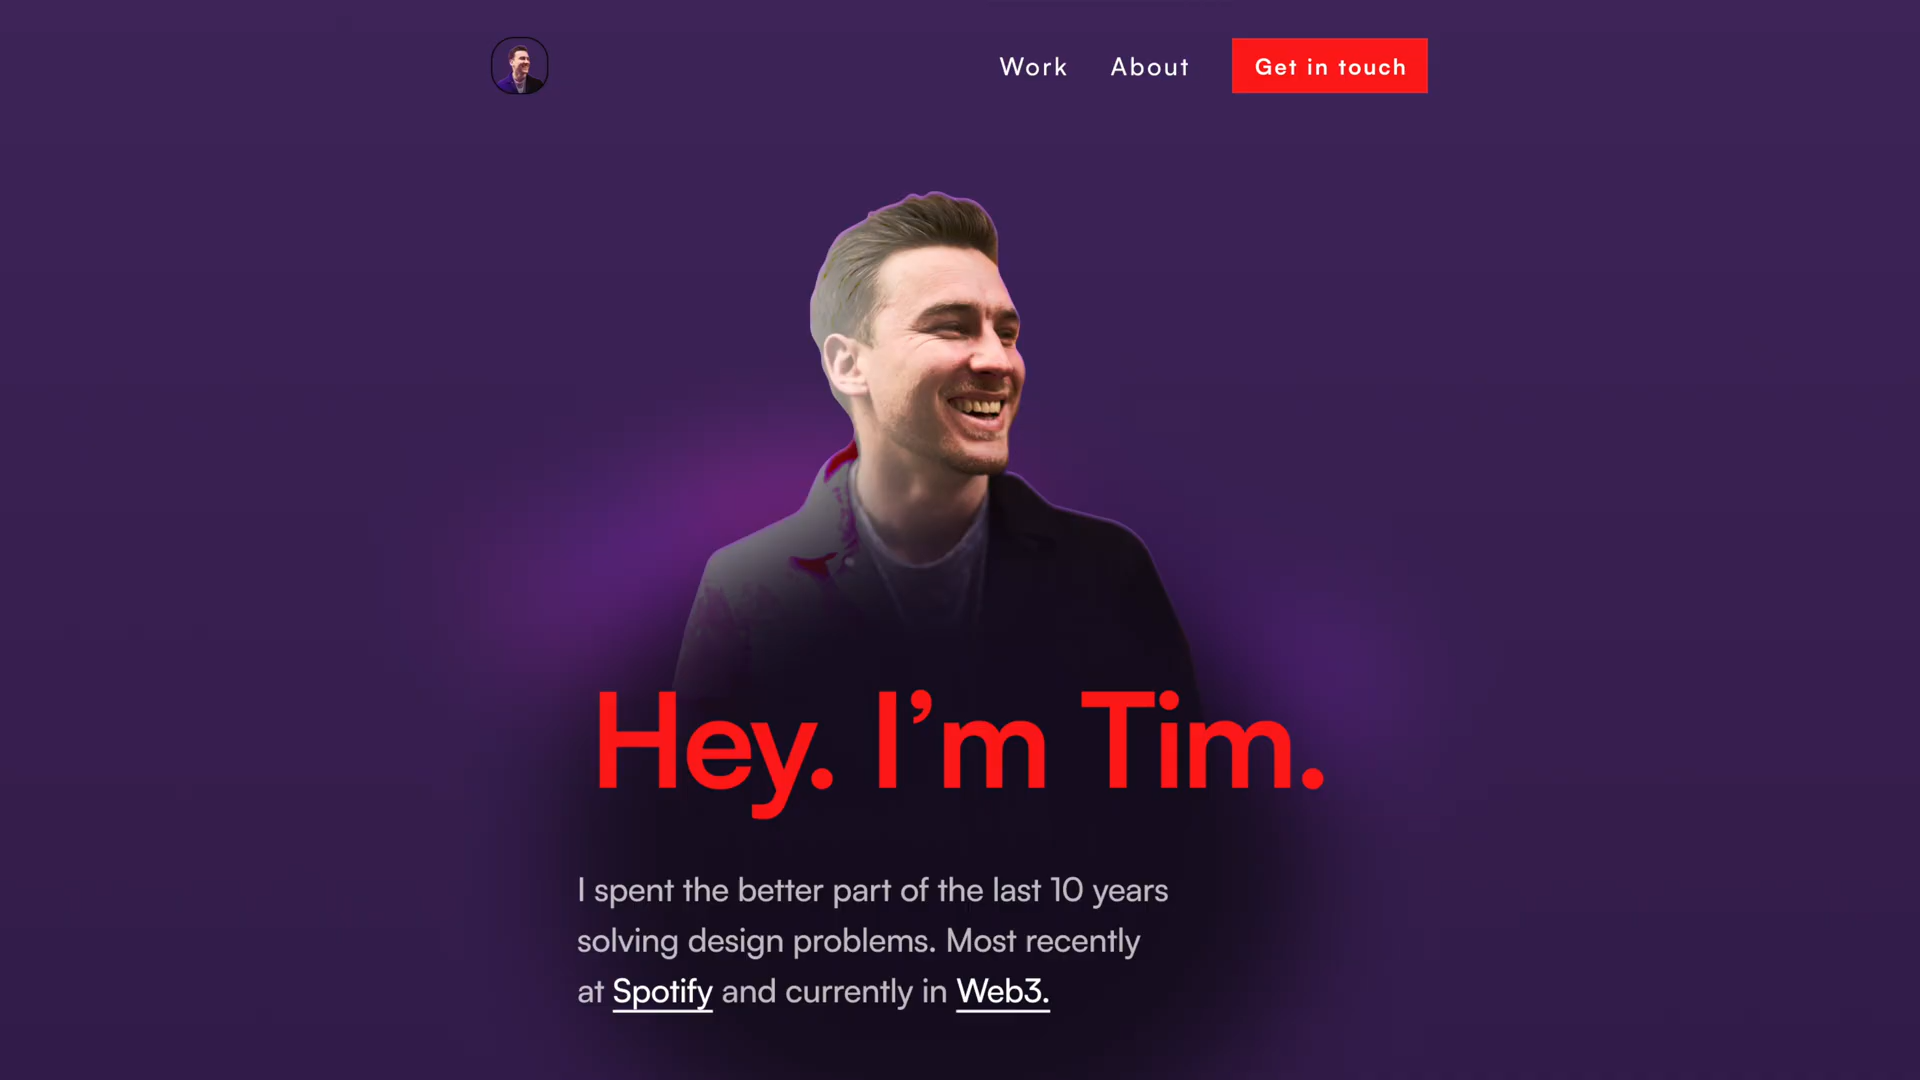 Work
About
Get in touch
Hey. I’m Tim.
I spent the better part of the last 10 years
solving design problems. Most recently
at Spotify and currently in Web3.